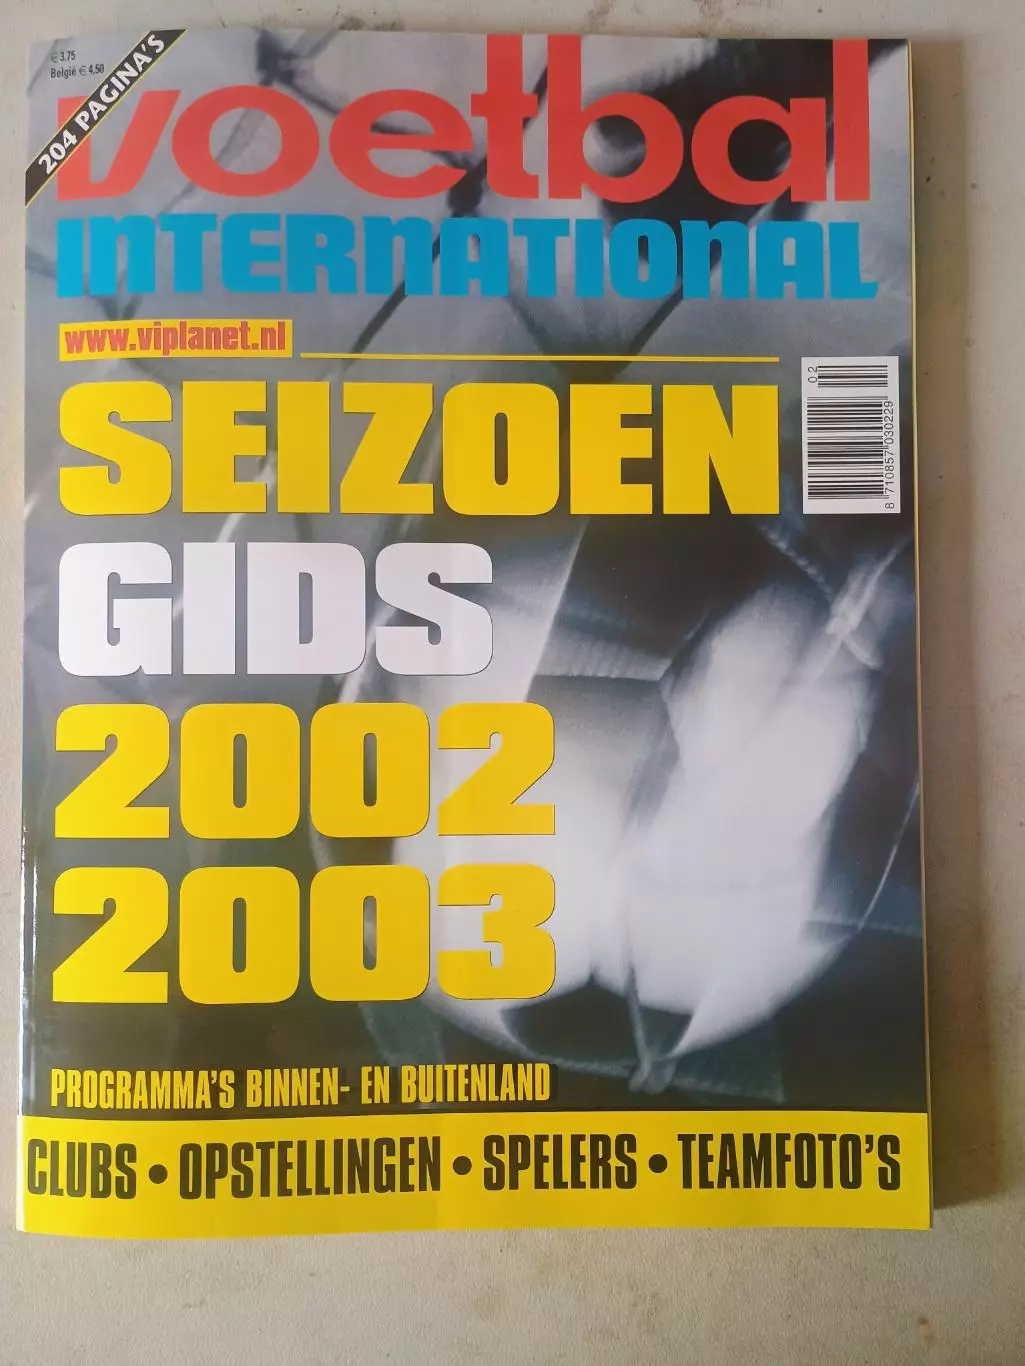 € 3,75
België € 4,50
204 PAGINA'S
voetbal
INTERNATIONAL
www.viplanet.nl
SEIZOEN
GIDS
2002
2003
02
8 710857 030229
PROGRAMMA'S BINNEN- EN BUITENLAND
CLUBS • OPSTELLINGEN • SPELERS • TEAMFOTO'S